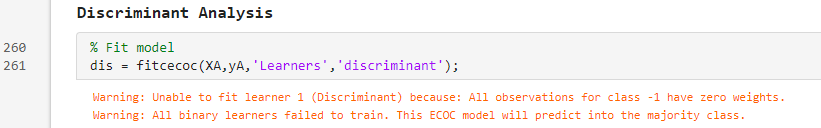 Discriminant Analysis
260 % Fit model
261 dis = fitcecoc(XA,yA,'Learners','discriminant');
Warning: Unable to fit learner 1 (Discriminant) because: All observations for class -1 have zero weights.
Warning: All binary learners failed to train. This ECOC model will predict into the majority class.